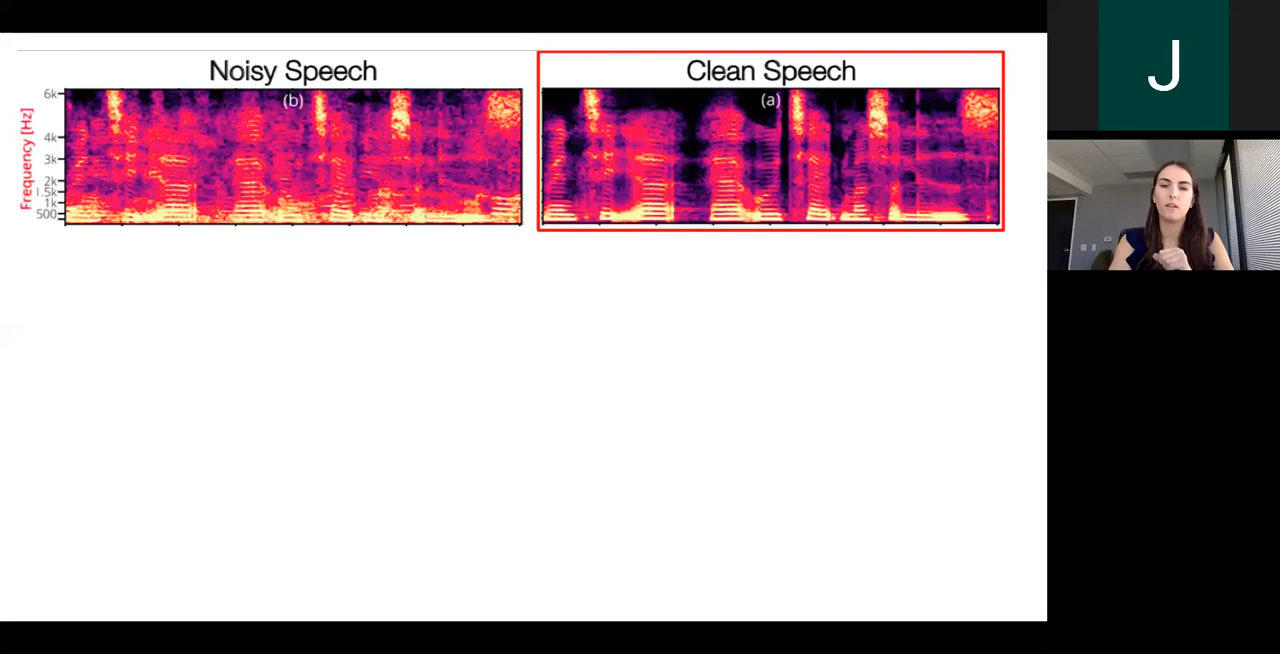 Noisy Speech
Clean Speech
(b)
(a)
Frequency [Hz]
6k
4k
3k
2k
1.5k
1k
500
J